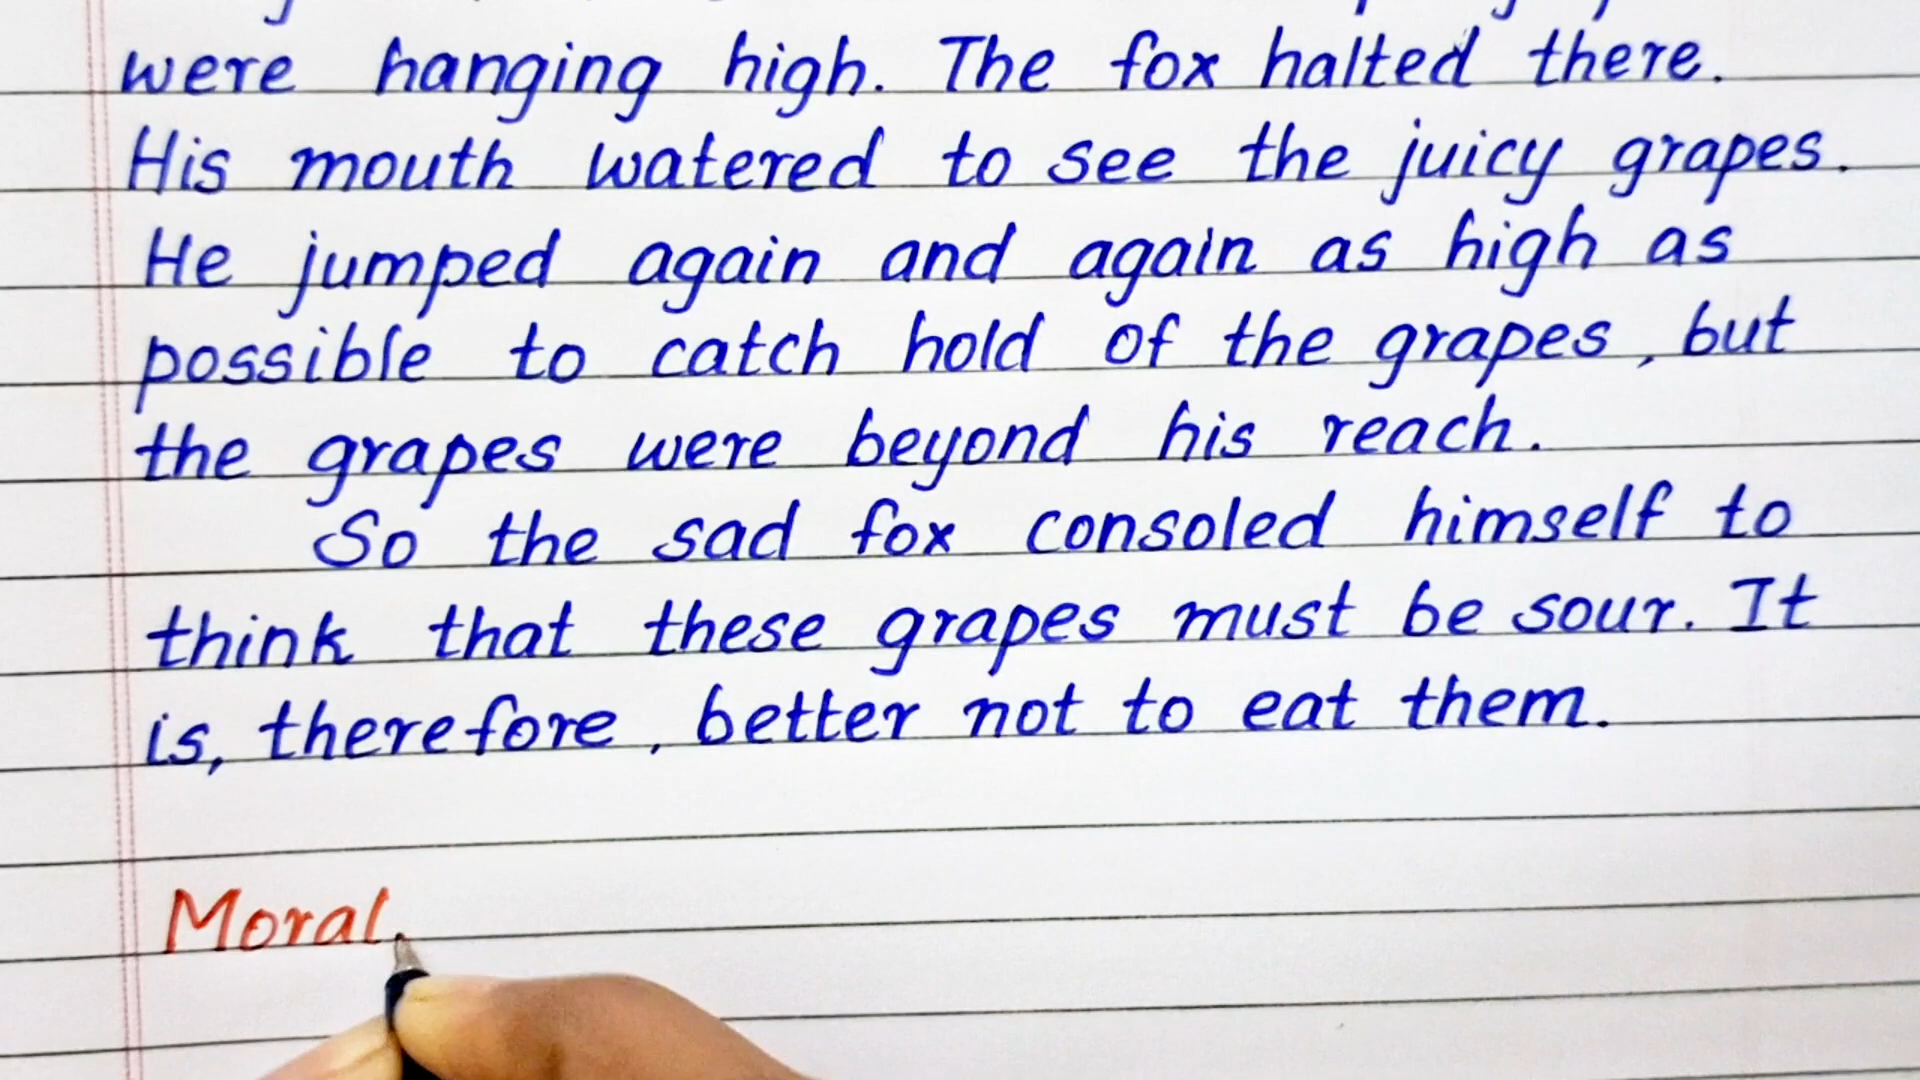 were hanging high. The fox halted there.
His mouth watered to see the juicy grapes.
He jumped again and again as high as
possible to catch hold of the grapes, but
the grapes were beyond his reach.
So the sad fox consoled himself to
think that these grapes must be sour. It
is, therefore, better not to eat them.
Moral.